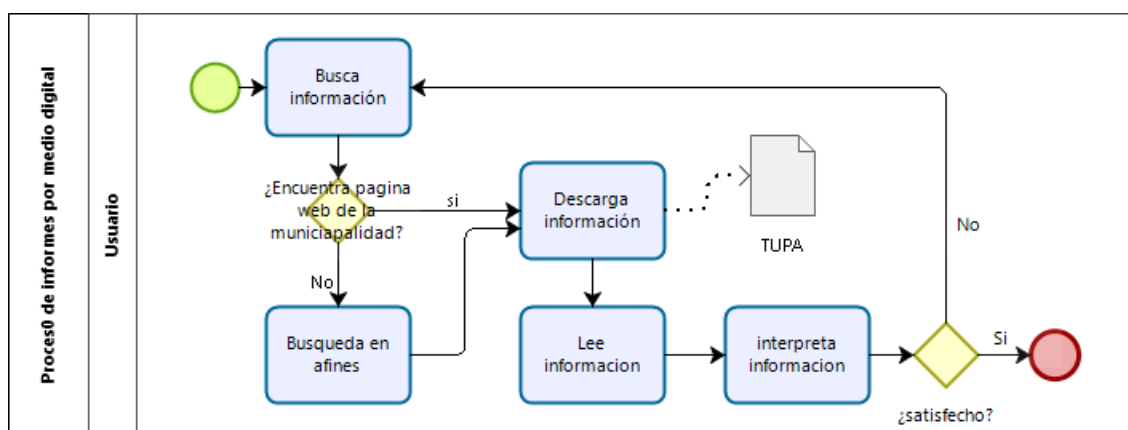 Proces0 de informes por medio digital
Usuario
Busca
información
¿Encuentra pagina
web de la
municiapalidad?
si
No
Descarga
información
TUPA
No
Busqueda en
afines
Lee
informacion
interpreta
informacion
Si
¿satisfecho?